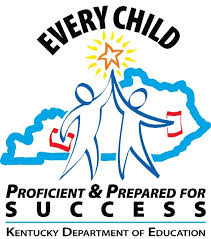 EVERY CHILD
PROFICIENT & PREPARED FOR
SUCCESS
KENTUCKY DEPARTMENT OF EDUCATION